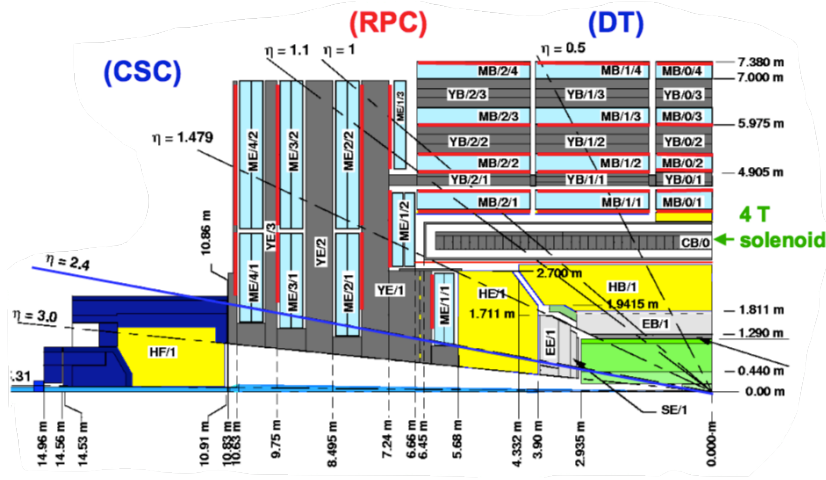 (RPC)
(DT)
(CSC)
η = 1.1
η = 1
η = 0.5
η = 1.479
η = 2.4
η = 3.0
MB/2/4
MB/1/4
MB/0/4
YB/2/3
YB/1/3
YB/0/3
MB/2/3
MB/1/3
MB/0/3
YB/2/2
YB/1/2
YB/0/2
MB/2/2
MB/1/2
MB/0/2
YB/2/1
YB/1/1
YB/0/1
MB/2/1
MB/1/1
MB/0/1
7.380 m
7.000 m
5.975 m
4.905 m
4 T
solenoid
CB/0
ME/4/2
ME/3/2
ME/2/2
ME/1/3
ME/1/2
YE/3
YE/2
YE/1
ME/4/1
ME/3/1
ME/2/1
ME/1/1
10.86 m
2.700 m
HE/1
HB/1
1.9415 m
1.711 m
1.811 m
EB/1
1.290 m
EE/1
HF/1
0.440 m
0.00 m
SE/1
.31
14.96 m
14.56 m
14.53 m
10.91 m
10.83 m
10.63 m
9.75 m
8.495 m
7.24 m
6.66 m
6.45 m
5.68 m
4.332 m
3.90 m
2.935 m
0.000 m